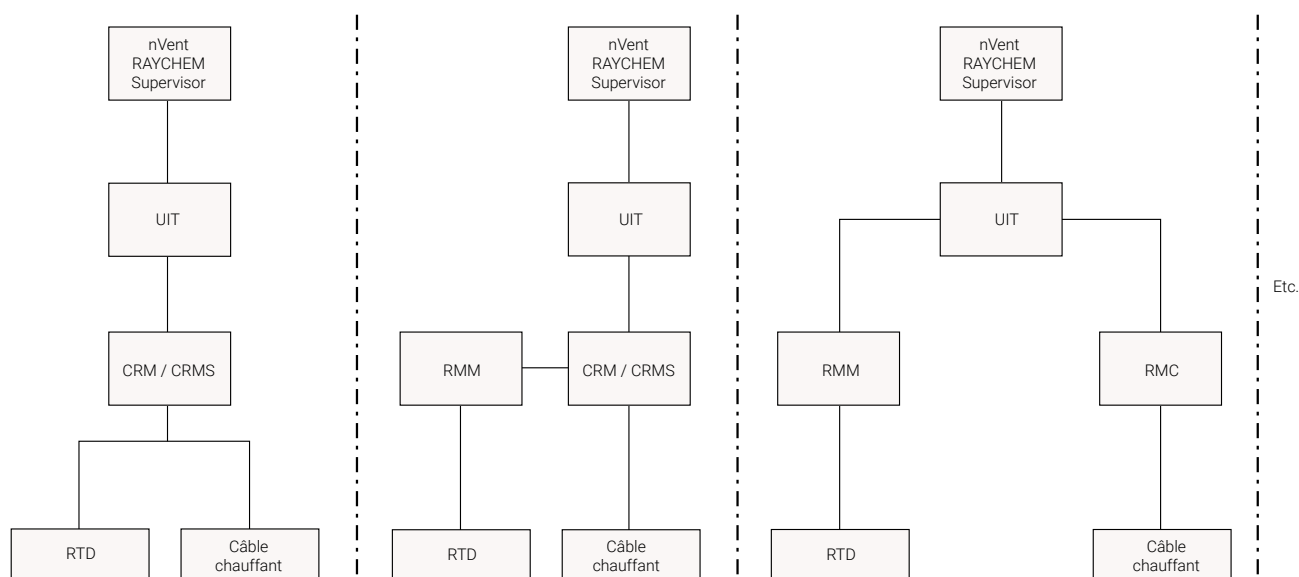 nVent
RAYCHEM
Supervisor
UIT
CRM / CRMS
RTD
Câble
chauffant
nVent
RAYCHEM
Supervisor
UIT
RMM
CRM / CRMS
RTD
Câble
chauffant
nVent
RAYCHEM
Supervisor
UIT
RMM
RMC
RTD
Câble
chauffant
Etc.